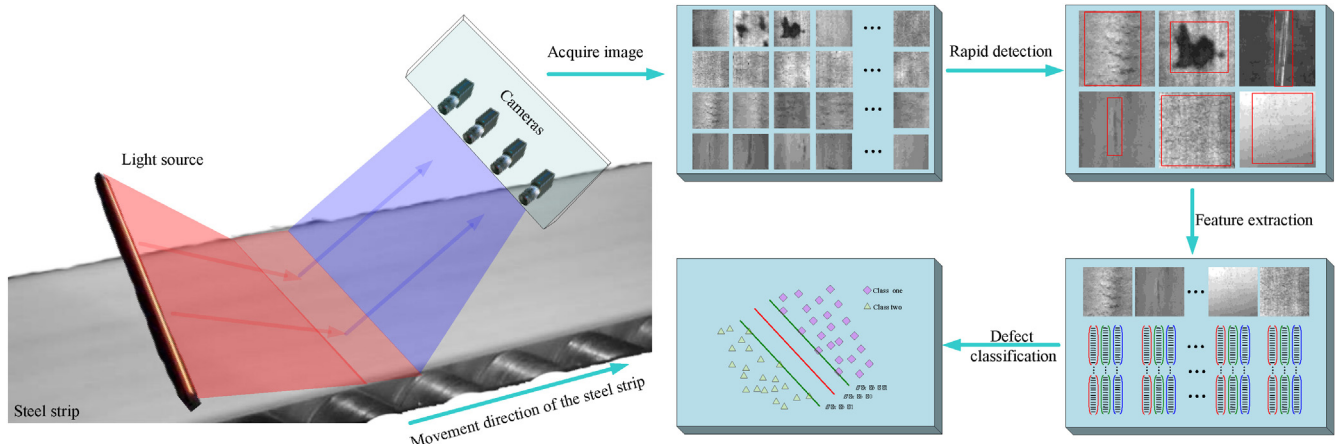 Acquire image
Rapid detection
Cameras
Light source
Feature extraction
Class one
Class two
Defect
classification
Steel strip
Movement direction of the steel strip